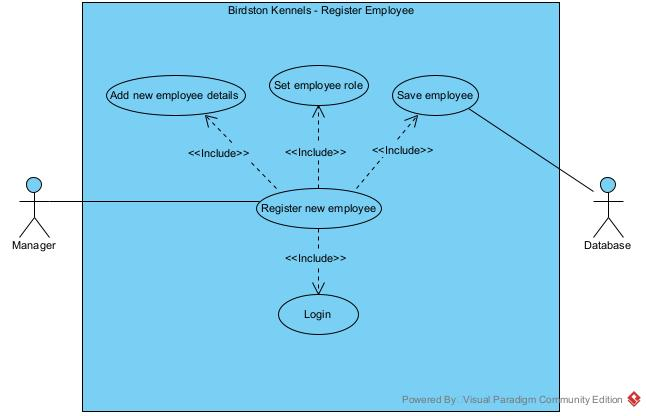 Birdston Kennels - Register Employee
Add new employee details
Set employee role
Save employee
<<Include>>
<<Include>>
<<Include>>
Register new employee
Manager
Database
<<Include>>
Login
Powered By: Visual Paradigm Community Edition